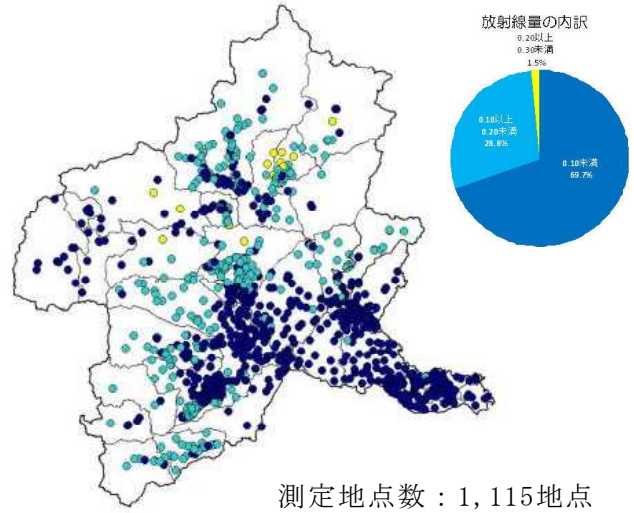 放射線量の内訳
0.20以上
0.30未満
1.5%
0.10以上
0.20未満
28.8%
0.10未満
69.7%
測定地点数：1,115地点